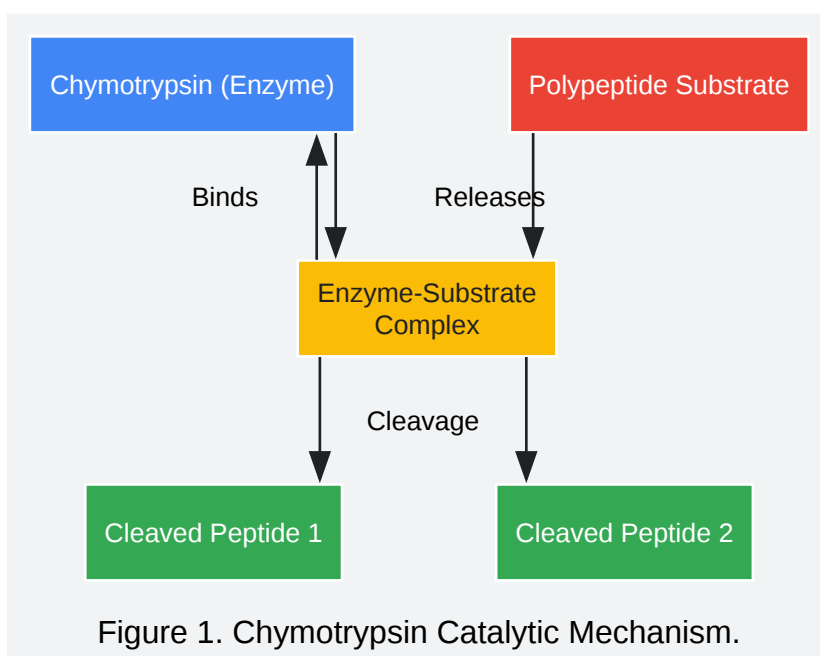 Chymotrypsin (Enzyme)
Polypeptide Substrate
Binds
Releases
Enzyme-Substrate
Complex
Cleavage
Cleaved Peptide 1
Cleaved Peptide 2
Figure 1. Chymotrypsin Catalytic Mechanism.